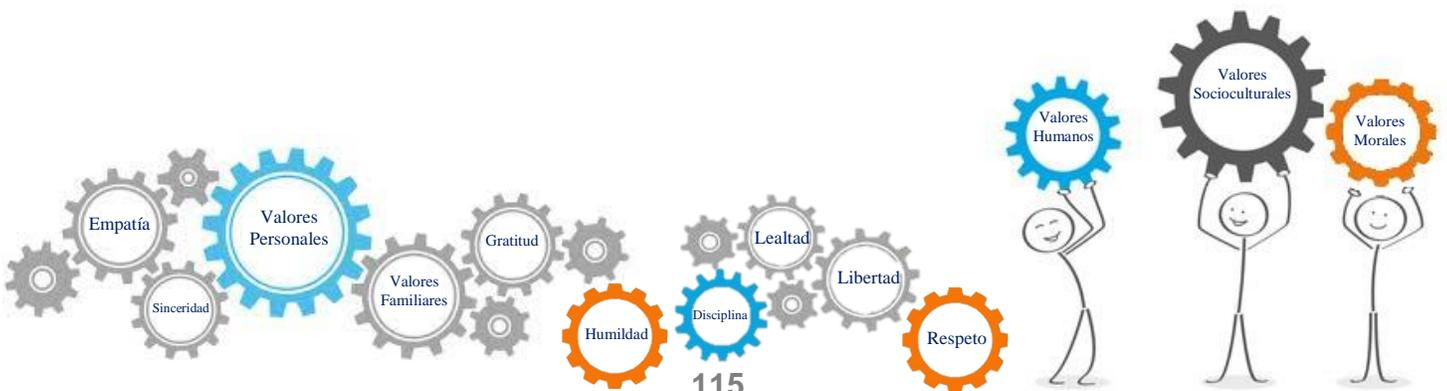 Empatía
Sinceridad
Valores
Personales
Valores
Familiares
Gratitud
Humildad
Disciplina
Lealtad
Libertad
Respeto
Valores
Humanos
Valores
Socioculturales
Valores
Morales
115